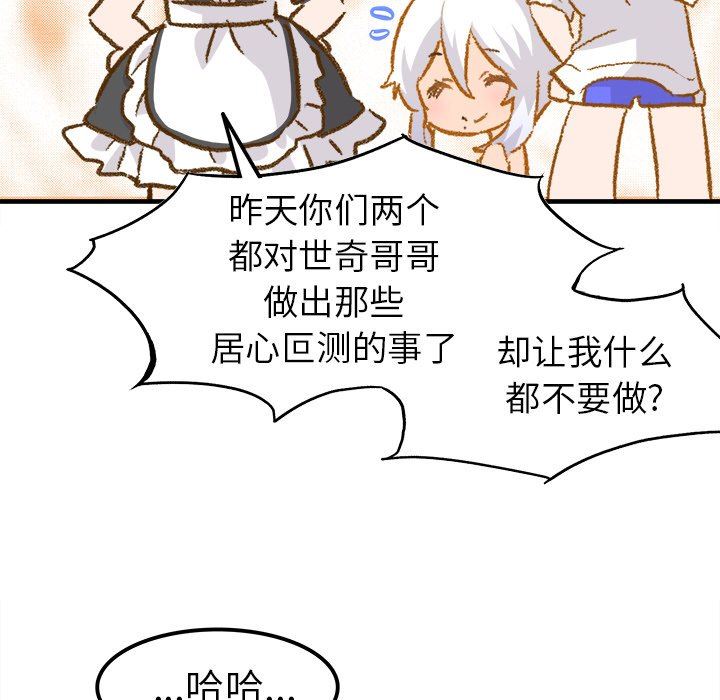 昨天你们两个
都对世奇哥哥
做出那些
居心叵测的事了
却让我什么
都不要做?
...哈哈...